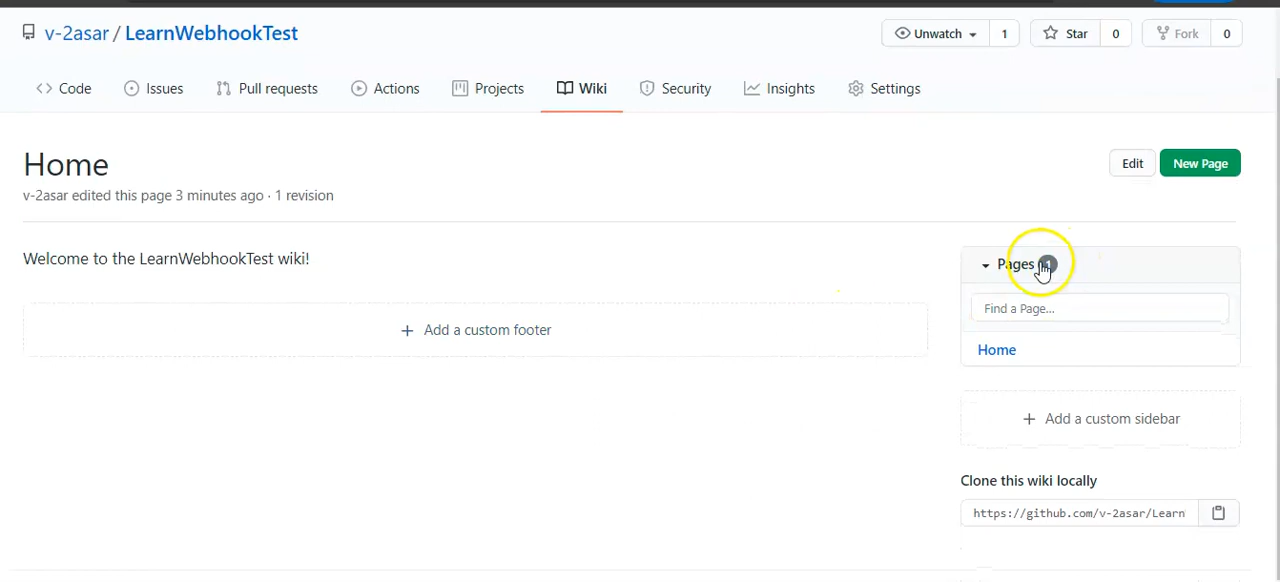 v-2asar / LearnWebhookTest
Unwatch 1 Star 0 Fork 0
Code Issues Pull requests Actions Projects Wiki Security Insights Settings
Home
Edit New Page
v-2asar edited this page 3 minutes ago · 1 revision
Welcome to the LearnWebhookTest wiki!
Pages 1
Find a Page...
+ Add a custom footer
Home
+ Add a custom sidebar
Clone this wiki locally
https://github.com/v-2asar/Learn